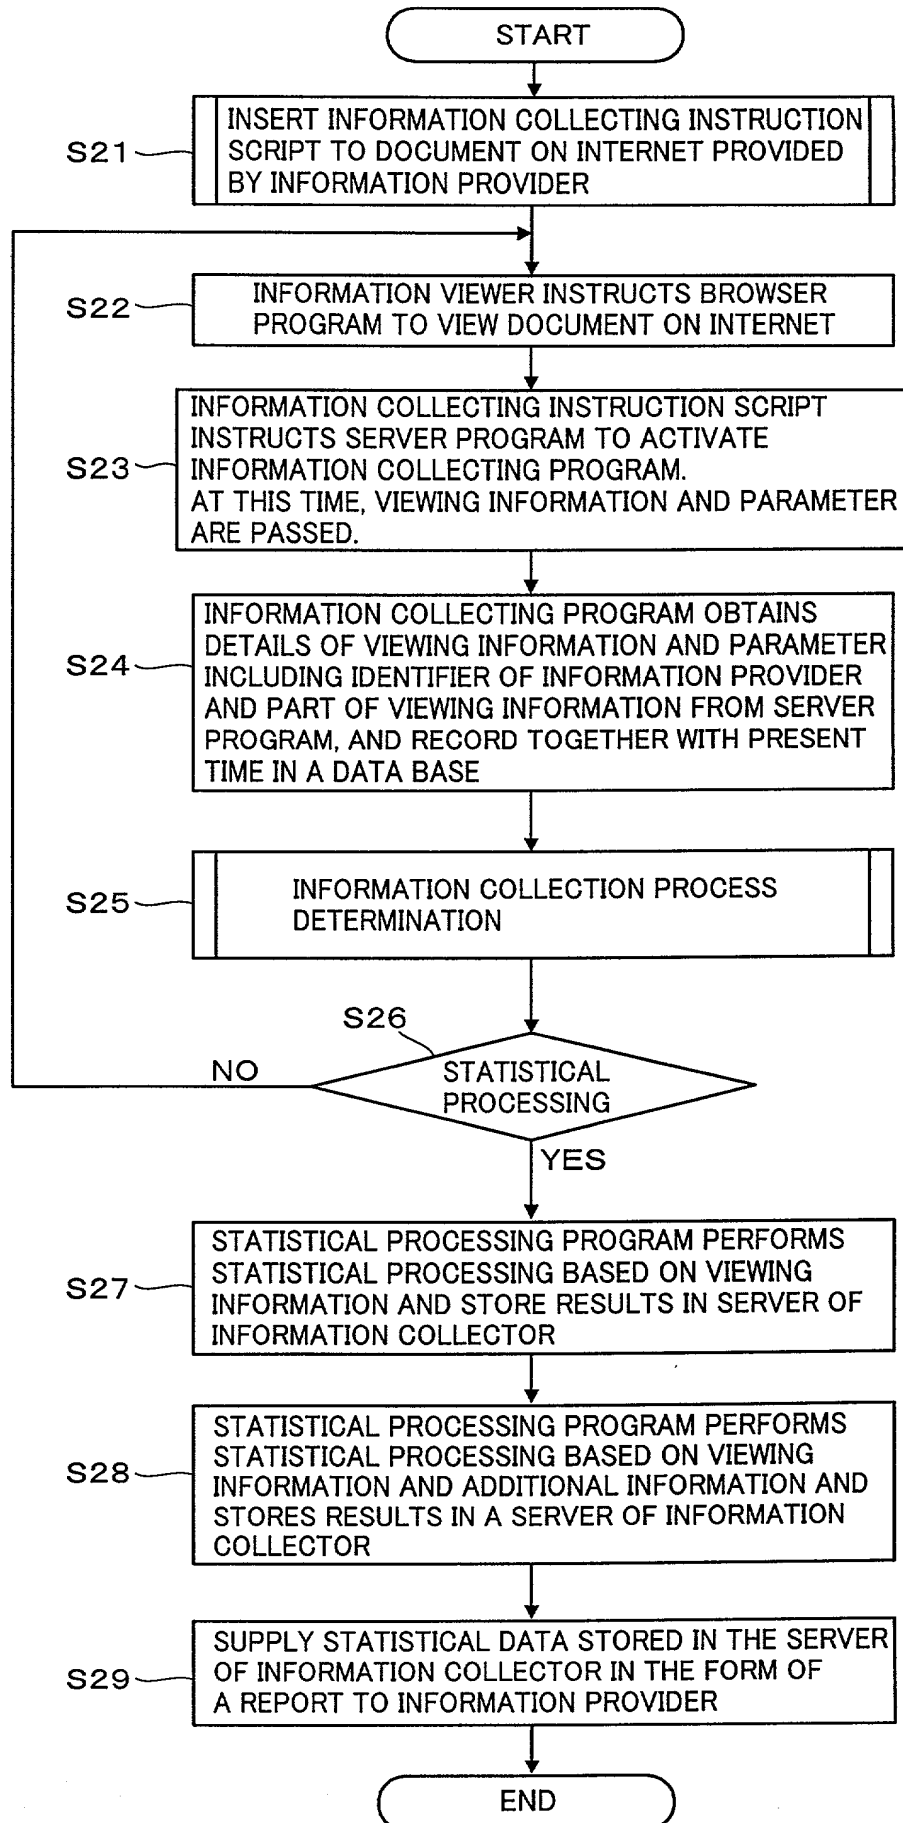 START
S21
INSERT INFORMATION COLLECTING INSTRUCTION
SCRIPT TO DOCUMENT ON INTERNET PROVIDED
BY INFORMATION PROVIDER
S22
INFORMATION VIEWER INSTRUCTS BROWSER
PROGRAM TO VIEW DOCUMENT ON INTERNET
S23
INFORMATION COLLECTING INSTRUCTION SCRIPT
INSTRUCTS SERVER PROGRAM TO ACTIVATE
INFORMATION COLLECTING PROGRAM.
AT THIS TIME, VIEWING INFORMATION AND PARAMETER
ARE PASSED.
S24
INFORMATION COLLECTING PROGRAM OBTAINS
DETAILS OF VIEWING INFORMATION AND PARAMETER
INCLUDING IDENTIFIER OF INFORMATION PROVIDER
AND PART OF VIEWING INFORMATION FROM SERVER
PROGRAM, AND RECORD TOGETHER WITH PRESENT
TIME IN A DATA BASE
S25
INFORMATION COLLECTION PROCESS
DETERMINATION
S26
NO
STATISTICAL
PROCESSING
YES
S27
STATISTICAL PROCESSING PROGRAM PERFORMS
STATISTICAL PROCESSING BASED ON VIEWING
INFORMATION AND STORE RESULTS IN SERVER OF
INFORMATION COLLECTOR
S28
STATISTICAL PROCESSING PROGRAM PERFORMS
STATISTICAL PROCESSING BASED ON VIEWING
INFORMATION AND ADDITIONAL INFORMATION AND
STORES RESULTS IN A SERVER OF INFORMATION
COLLECTOR
S29
SUPPLY STATISTICAL DATA STORED IN THE SERVER
OF INFORMATION COLLECTOR IN THE FORM OF
A REPORT TO INFORMATION PROVIDER
END